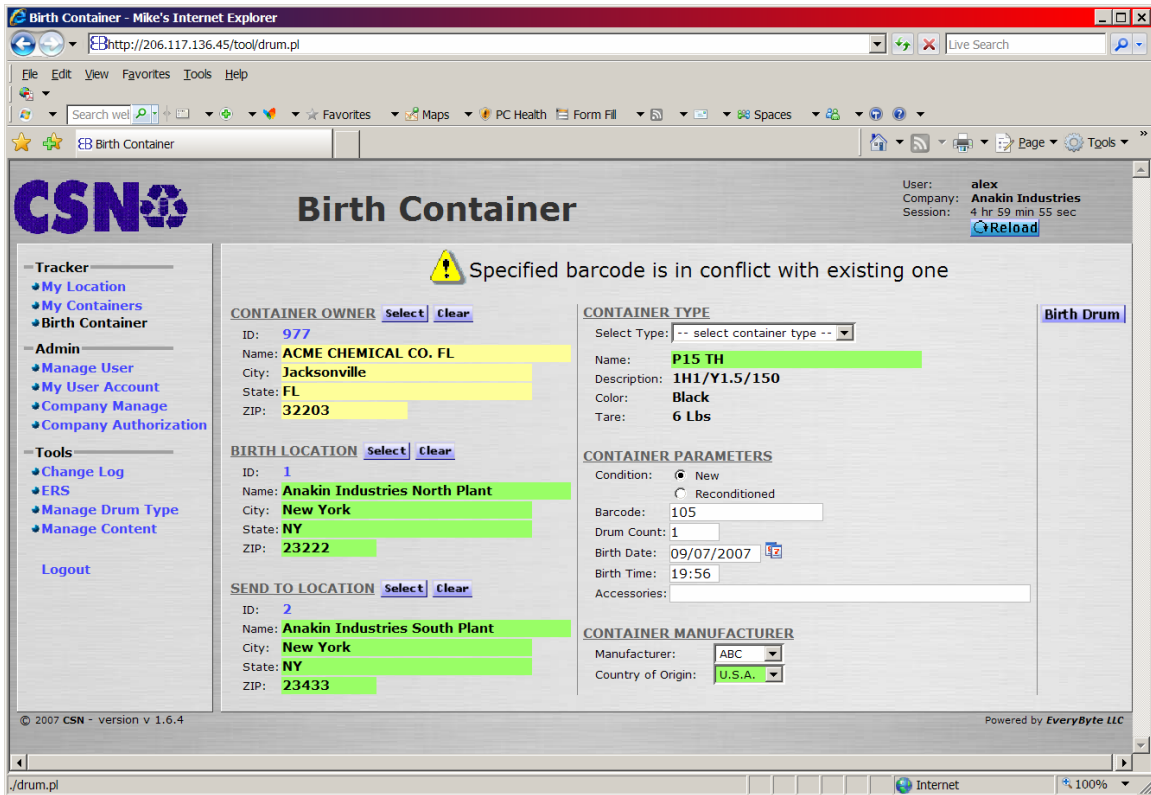 Birth Container - Mike's Internet Explorer
http://206.117.136.45/tool/drum.pl
Live Search
File Edit View Favorites Tools Help
Search wel
Favorites Maps PC Health Form Fill Spaces
Birth Container
Page Tools »
CSN
Birth Container
User: alex
Company: Anakin Industries
Session: 4 hr 59 min 55 sec
Reload
Tracker
My Location
My Containers
Birth Container
Admin
Manage User
My User Account
Company Manage
Company Authorization
Tools
Change Log
ERS
Manage Drum Type
Manage Content
Logout
Specified barcode is in conflict with existing one
CONTAINER OWNER Select Clear
ID: 977
Name: ACME CHEMICAL CO. FL
City: Jacksonville
State: FL
ZIP: 32203
BIRTH LOCATION Select Clear
ID: 1
Name: Anakin Industries North Plant
City: New York
State: NY
ZIP: 23222
SEND TO LOCATION Select Clear
ID: 2
Name: Anakin Industries South Plant
City: New York
State: NY
ZIP: 23433
CONTAINER TYPE
Select Type: -- select container type --
Name: P15 TH
Description: 1H1/Y1.5/150
Color: Black
Tare: 6 Lbs
CONTAINER PARAMETERS
Condition: New
Reconditioned
Barcode: 105
Drum Count: 1
Birth Date: 09/07/2007
Birth Time: 19:56
Accessories:
CONTAINER MANUFACTURER
Manufacturer: ABC
Country of Origin: U.S.A.
Birth Drum
© 2007 CSN - version v 1.6.4
Powered by EveryByte LLC
./drum.pl
Internet
100%